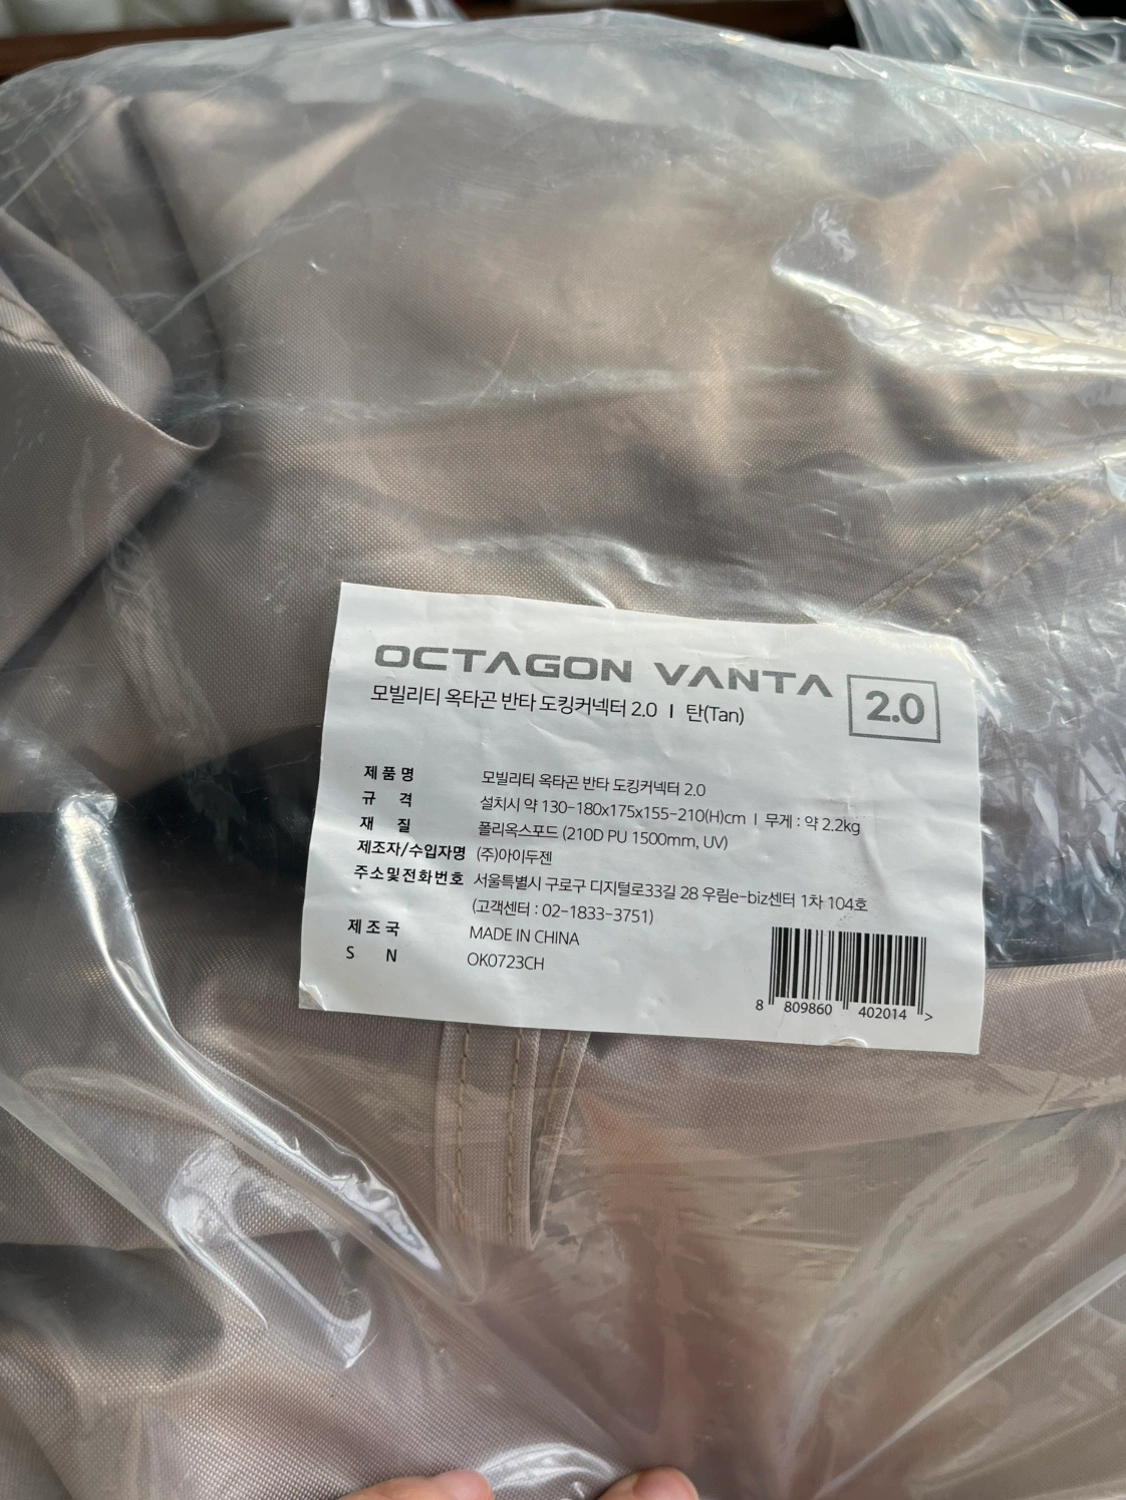 OCTAGON VANTA 2.0
모빌리티 옥타곤 반타 도킹커넥터 2.0 | 탄(Tan)
제품명 모빌리티 옥타곤 반타 도킹커넥터 2.0
규격 설치시 약 130-180x175x155-210(H)cm | 무게 : 약 2.2kg
재질 폴리옥스포드 (210D PU 1500mm, UV)
제조자/수입자명 (주)아이두젠
주소및전화번호 서울특별시 구로구 디지털로33길 28 우림e-biz센터 1차 104호
(고객센터 : 02-1833-3751)
제조국 MADE IN CHINA
SN OK0723CH
8 809860 402014 >